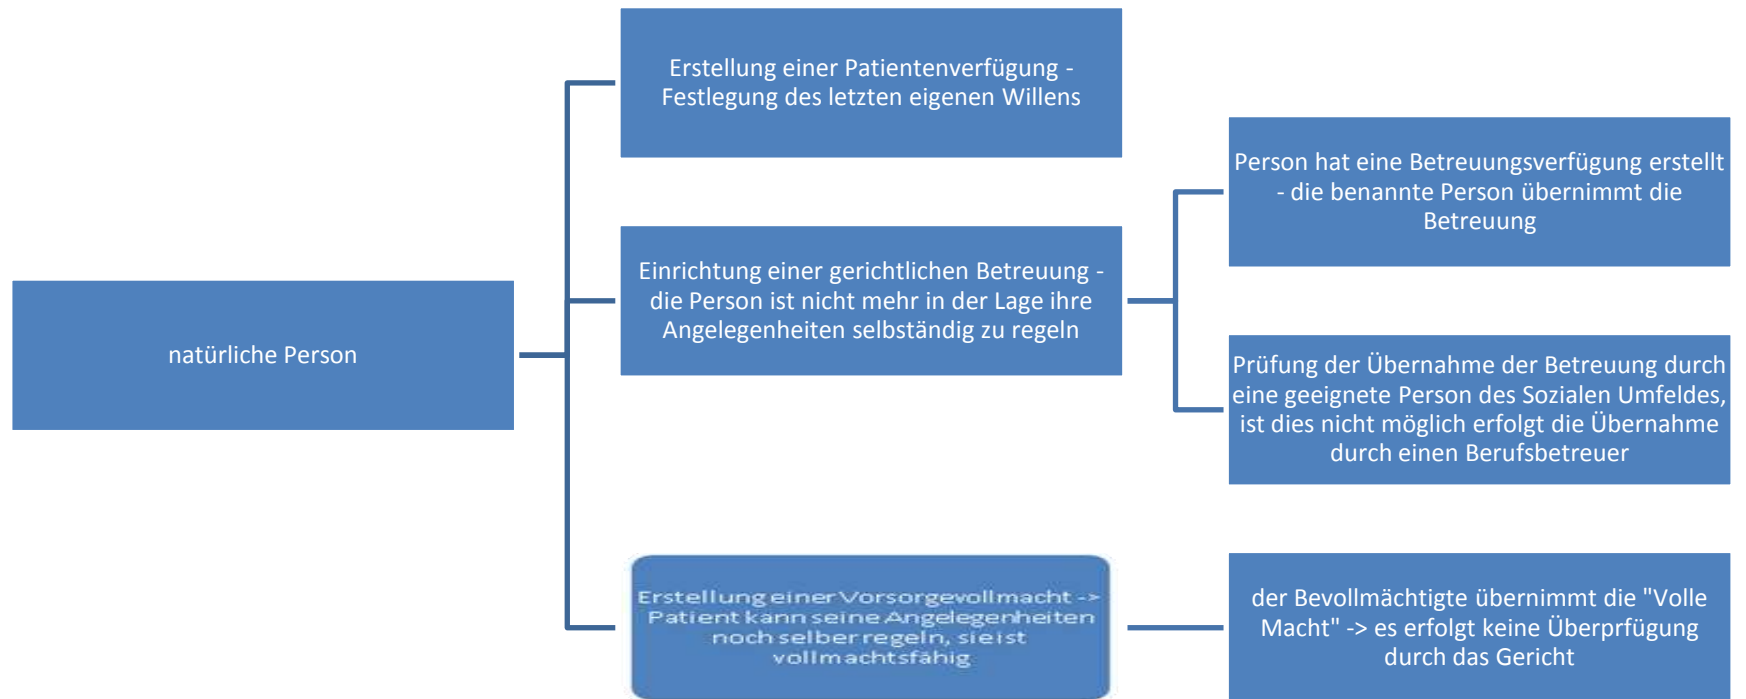 natürliche Person
Erstellung einer Patientenverfügung -
Festlegung des letzten eigenen Willens
Einrichtung einer gerichtlichen Betreuung -
die Person ist nicht mehr in der Lage ihre
Angelegenheiten selbständig zu regeln
Person hat eine Betreuungsverfügung erstellt
- die benannte Person übernimmt die
Betreuung
Prüfung der Übernahme der Betreuung durch
eine geeignete Person des Sozialen Umfeldes,
ist dies nicht möglich erfolgt die Übernahme
durch einen Berufsbetreuer
Erstellung einer Vorsorgevollmacht ->
Patient kann seine Angelegenheiten
noch selber regeln, sie ist
vollmachtsfähig
der Bevollmächtigte übernimmt die "Volle
Macht" -> es erfolgt keine Überprfügung
durch das Gericht